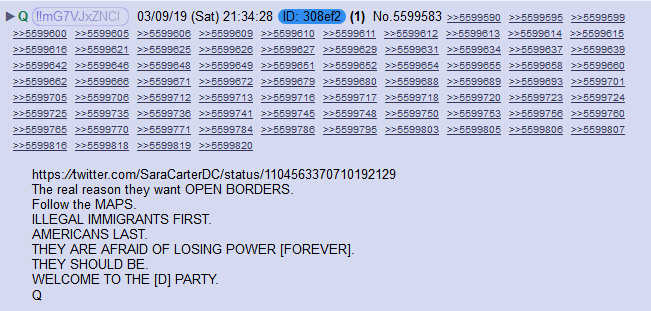 ▶Q !!mG7VJxZNCI 03/09/19 (Sat) 21:34:28 ID: 308ef2 (1) No.5599583 >>5599590 >>5599595 >>5599599
>>5599600 >>5599605 >>5599606 >>5599609 >>5599610 >>5599611 >>5599612 >>5599613 >>5599614 >>5599615
>>5599616 >>5599621 >>5599625 >>5599626 >>5599627 >>5599629 >>5599631 >>5599634 >>5599637 >>5599639
>>5599642 >>5599646 >>5599648 >>5599649 >>5599651 >>5599652 >>5599654 >>5599655 >>5599658 >>5599660
>>5599662 >>5599666 >>5599671 >>5599672 >>5599679 >>5599680 >>5599688 >>5599689 >>5599693 >>5599701
>>5599705 >>5599706 >>5599712 >>5599713 >>5599716 >>5599717 >>5599718 >>5599720 >>5599723 >>5599724
>>5599725 >>5599735 >>5599736 >>5599741 >>5599745 >>5599748 >>5599750 >>5599753 >>5599756 >>5599760
>>5599765 >>5599770 >>5599771 >>5599784 >>5599786 >>5599795 >>5599803 >>5599805 >>5599806 >>5599807
>>5599816 >>5599818 >>5599819 >>5599820
https://twitter.com/SaraCarterDC/status/1104563370710192129
The real reason they want OPEN BORDERS.
Follow the MAPS.
ILLEGAL IMMIGRANTS FIRST.
AMERICANS LAST.
THEY ARE AFRAID OF LOSING POWER [FOREVER].
THEY SHOULD BE.
WELCOME TO THE [D] PARTY.
Q